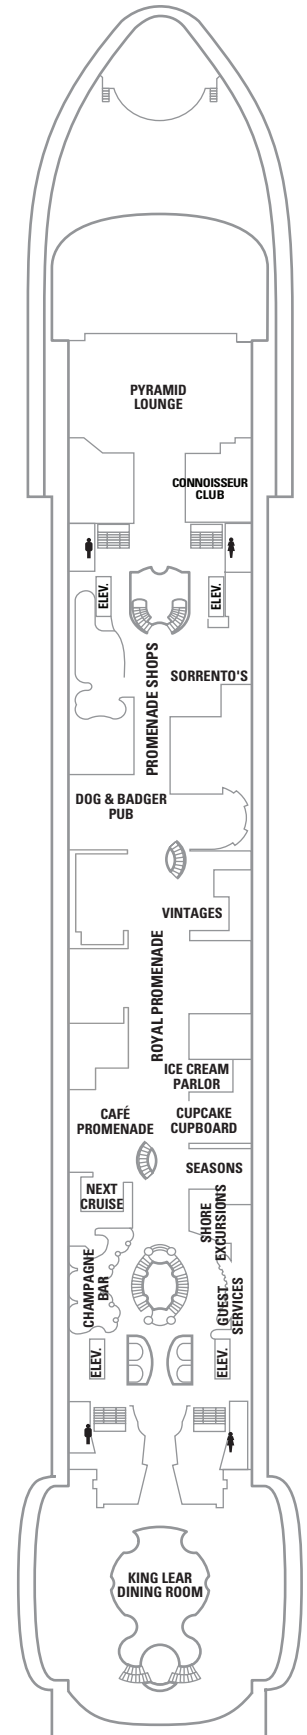 PYRAMID
LOUNGE
CONNOISSEUR
CLUB
ELEV.
ELEV.
PROMENADE SHOPS
SORRENTO'S
DOG & BADGER
PUB
VINTAGES
ROYAL PROMENADE
ICE CREAM
PARLOR
CAFÉ
PROMENADE
CUPCAKE
CUPBOARD
SEASONS
NEXT
CRUISE
SHORE
EXCURSIONS
CHAMPAGNE
BAR
GUEST
SERVICES
ELEV.
ELEV.
KING LEAR
DINING ROOM